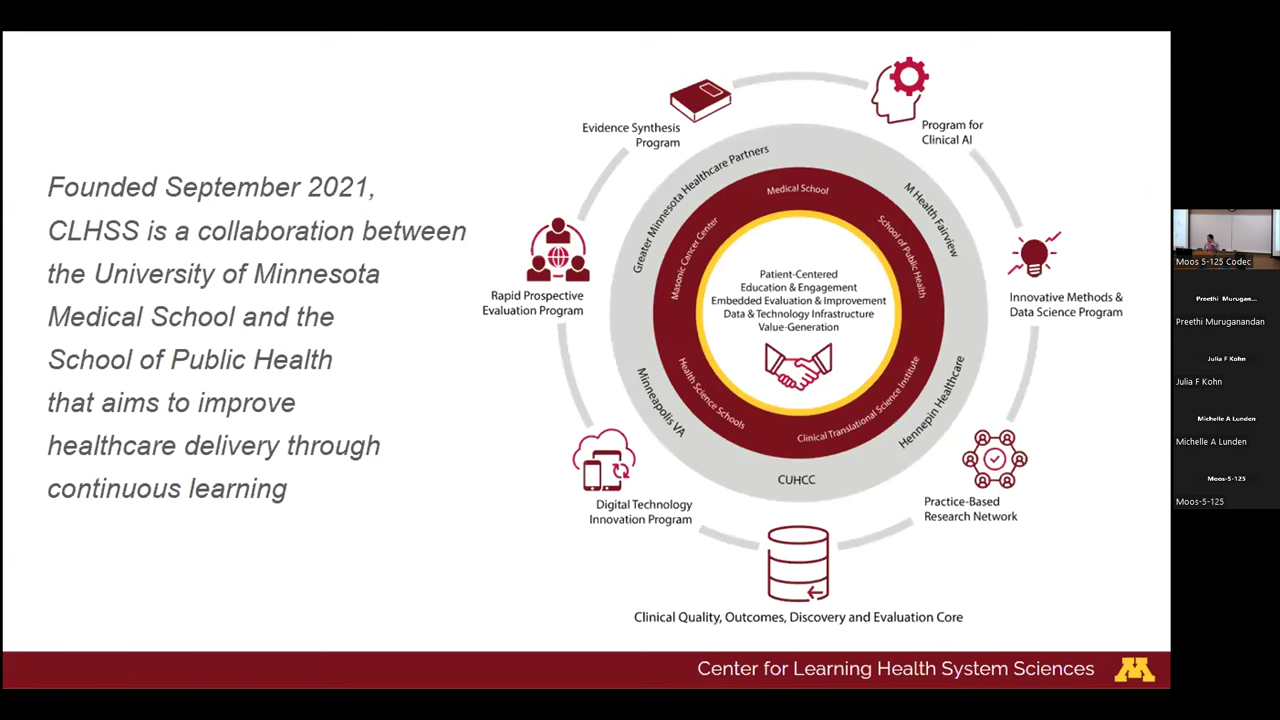 Founded September 2021,
CLHSS is a collaboration between
the University of Minnesota
Medical School and the
School of Public Health
that aims to improve
healthcare delivery through
continuous learning
Evidence Synthesis
Program
Program for
Clinical AI
Rapid Prospective
Evaluation Program
Innovative Methods &
Data Science Program
Digital Technology
Innovation Program
Practice-Based
Research Network
Clinical Quality, Outcomes, Discovery and Evaluation Core
Greater Minnesota Healthcare Partners
M Health Fairview
Hennepin Healthcare
CUHCC
Minneapolis VA
Medical School
School of Public Health
Clinical Translational Science Institute
Health Science Schools
Masonic Cancer Center
Patient-Centered
Education & Engagement
Embedded Evaluation & Improvement
Data & Technology Infrastructure
Value-Generation
Center for Learning Health System Sciences
M
Moos 5-125 Codec
Preethi Murugan...
Preethi Muruganandan
Julia F Kohn
Julia F Kohn
Michelle A Lunden
Michelle A Lunden
Moos-5-125
Moos-5-125